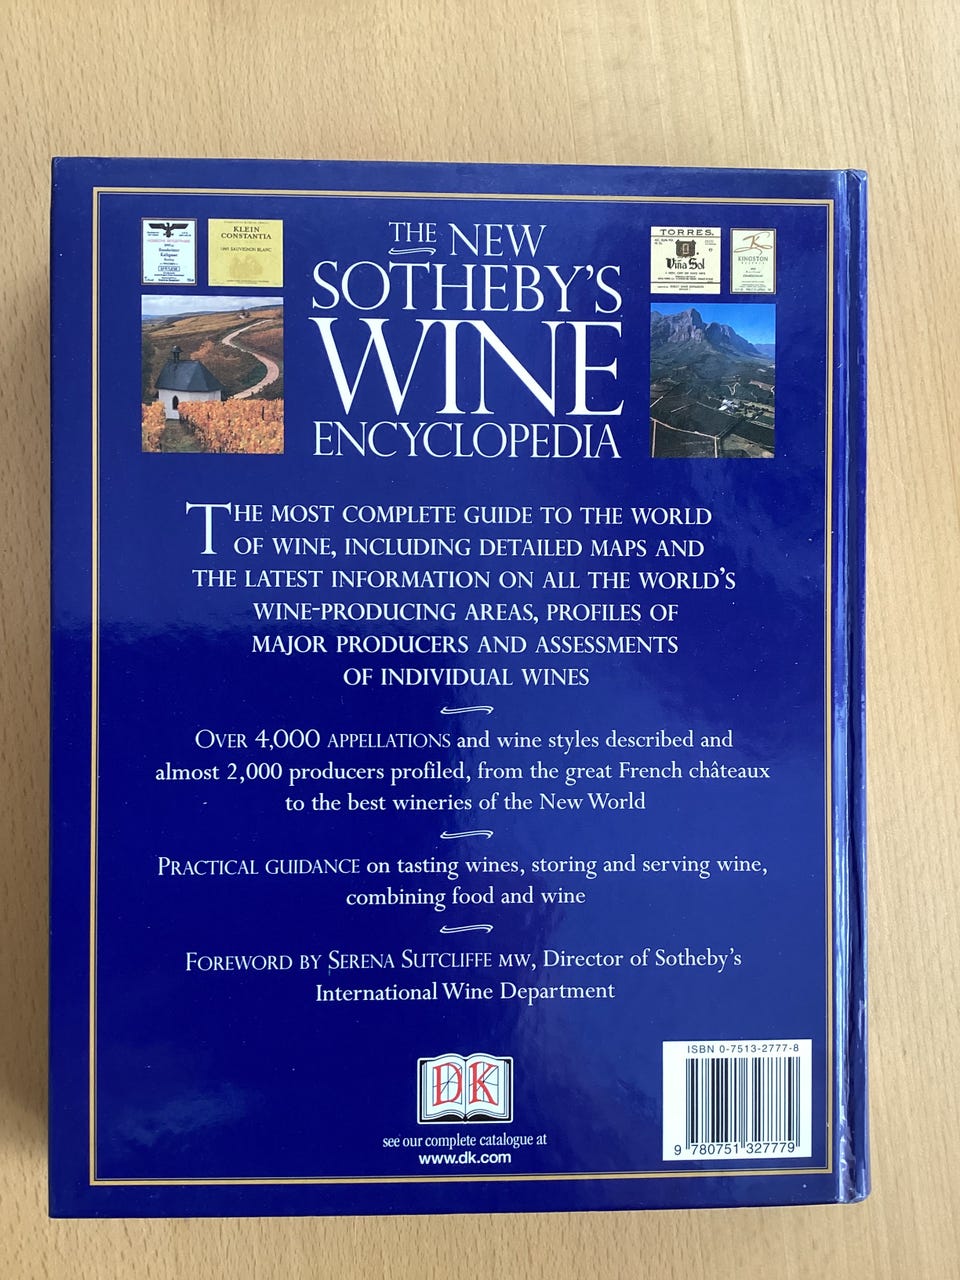 KLEIN
CONSTANTIA
SAUVIGNON BLANC
TORRES.
Viña Sol
KINGSTON
THE NEW
SOTHEBY'S
WINE
ENCYCLOPEDIA
THE MOST COMPLETE GUIDE TO THE WORLD
OF WINE, INCLUDING DETAILED MAPS AND
THE LATEST INFORMATION ON ALL THE WORLD'S
WINE-PRODUCING AREAS, PROFILES OF
MAJOR PRODUCERS AND ASSESSMENTS
OF INDIVIDUAL WINES
OVER 4,000 APPELLATIONS and wine styles described and
almost 2,000 producers profiled, from the great French châteaux
to the best wineries of the New World
PRACTICAL GUIDANCE on tasting wines, storing and serving wine,
combining food and wine
FOREWORD BY SERENA SUTCLIFFE MW, Director of Sotheby's
International Wine Department
DK
see our complete catalogue at
www.dk.com
ISBN 0-7513-2777-8
9 780751 327779